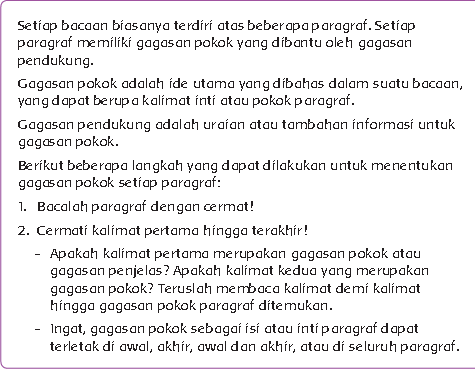 Setiap bacaan biasanya terdiri atas beberapa paragraf. Setiap
paragraf memiliki gagasan pokok yang dibantu oleh gagasan
pendukung.
Gagasan pokok adalah ide utama yang dibahas dalam suatu bacaan,
yang dapat berupa kalimat inti atau pokok paragraf.
Gagasan pendukung adalah uraian atau tambahan informasi untuk
gagasan pokok.
Berikut beberapa langkah yang dapat dilakukan untuk menentukan
gagasan pokok setiap paragraf:
1. Bacalah paragraf dengan cermat!
2. Cermati kalimat pertama hingga terakhir!
- Apakah kalimat pertama merupakan gagasan pokok atau
gagasan penjelas? Apakah kalimat kedua yang merupakan
gagasan pokok? Teruslah membaca kalimat demi kalimat
hingga gagasan pokok paragraf ditemukan.
- Ingat, gagasan pokok sebagai isi atau inti paragraf dapat
terletak di awal, akhir, awal dan akhir, atau di seluruh paragraf.